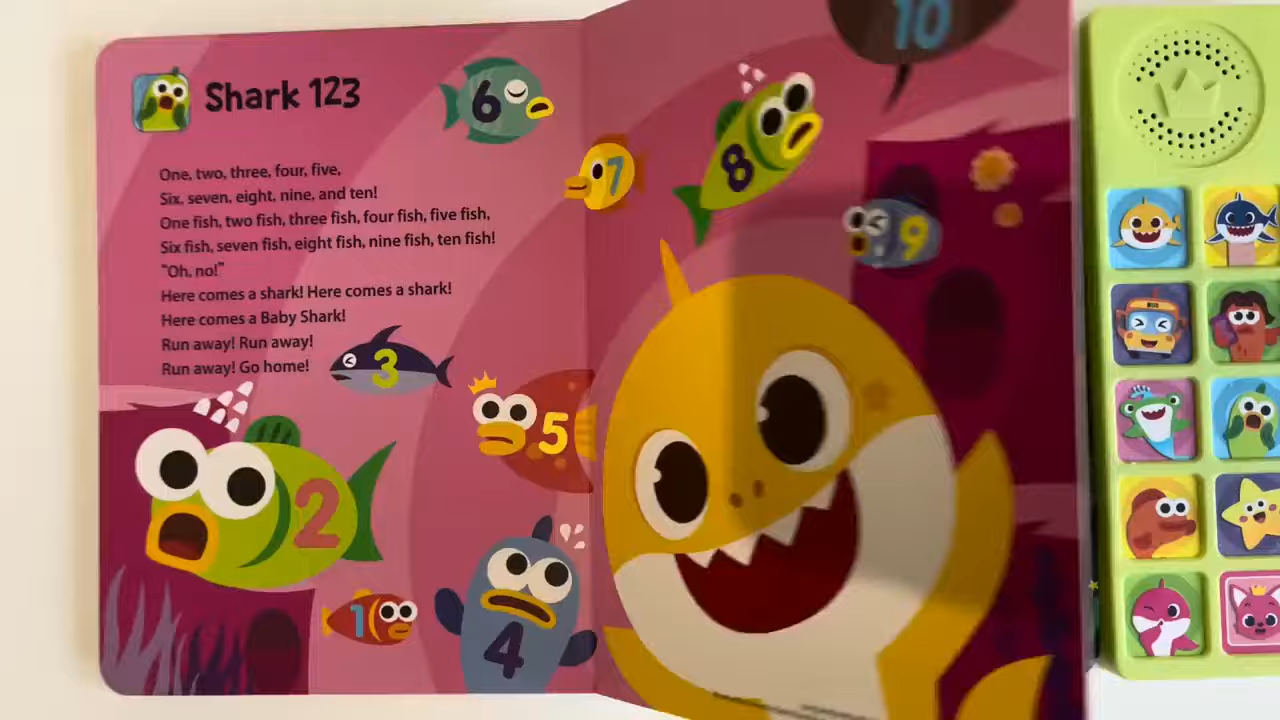 Shark 123
One, two, three, four, five,
Six, seven, eight, nine, and ten!
One fish, two fish, three fish, four fish, five fish,
Six fish, seven fish, eight fish, nine fish, ten fish!
"Oh, no!"
Here comes a shark! Here comes a shark!
Here comes a Baby Shark!
Run away! Run away!
Run away! Go home!
6
7
8
9
10
3
5
2
1
4
BUS